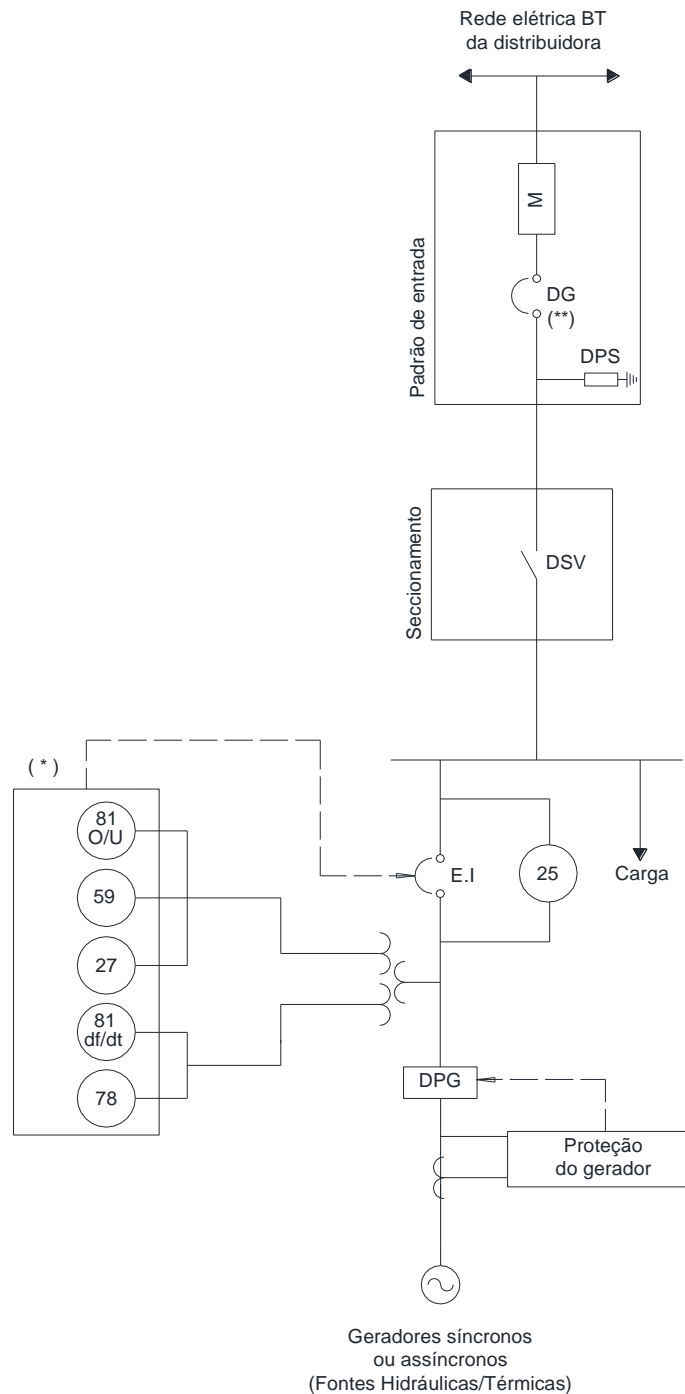 Rede elétrica BT
da distribuidora
Padrão de entrada
M
DG
(**)
DPS
Seccionamento
DSV
( * )
81
O/U
59
27
81
df/dt
78
E.I
25
Carga
DPG
Proteção
do gerador
Geradores síncronos
ou assíncronos
(Fontes Hidráulicas/Térmicas)